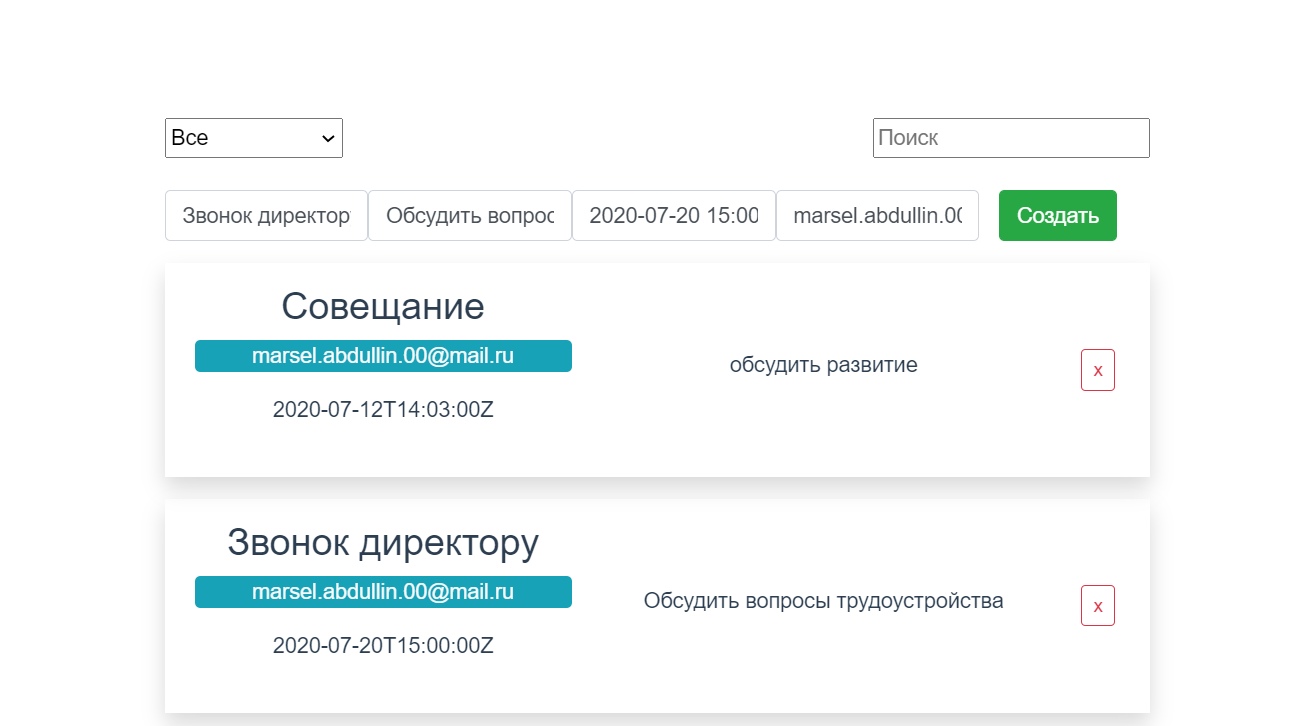 Все
Поиск
Звонок директор
Обсудить вопрос
2020-07-20 15:00
marsel.abdullin.00
Создать
Совещание
marsel.abdullin.00@mail.ru
обсудить развитие
x
2020-07-12T14:03:00Z
Звонок директору
marsel.abdullin.00@mail.ru
Обсудить вопросы трудоустройства
x
2020-07-20T15:00:00Z